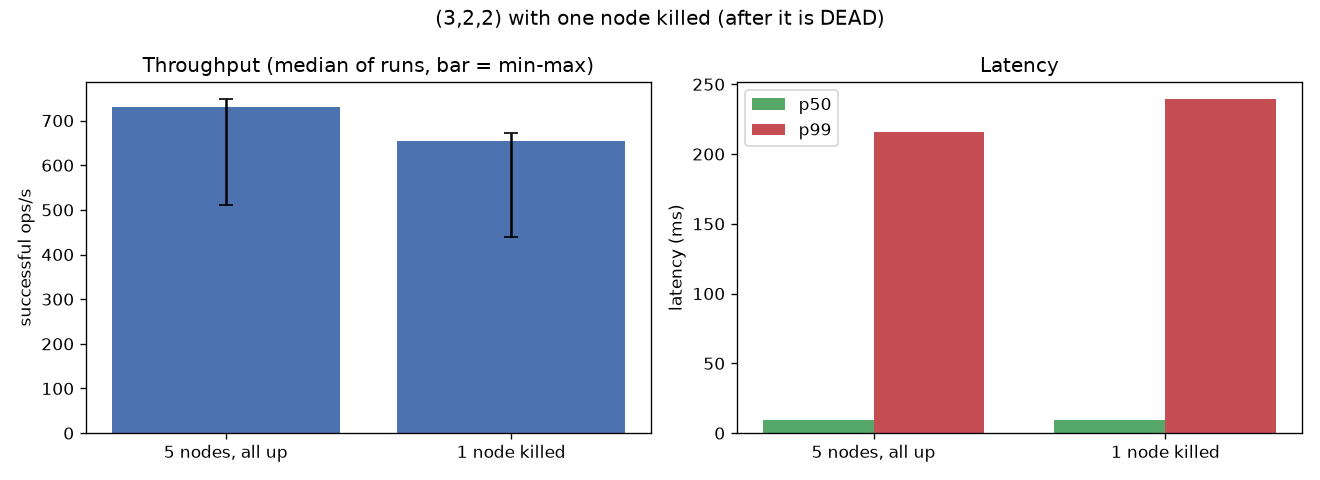 (3,2,2) with one node killed (after it is DEAD)
Throughput (median of runs, bar = min-max)
successful ops/s
700
600
500
400
300
200
100
0
5 nodes, all up
1 node killed
Latency
p50
p99
latency (ms)
250
200
150
100
50
0
5 nodes, all up
1 node killed